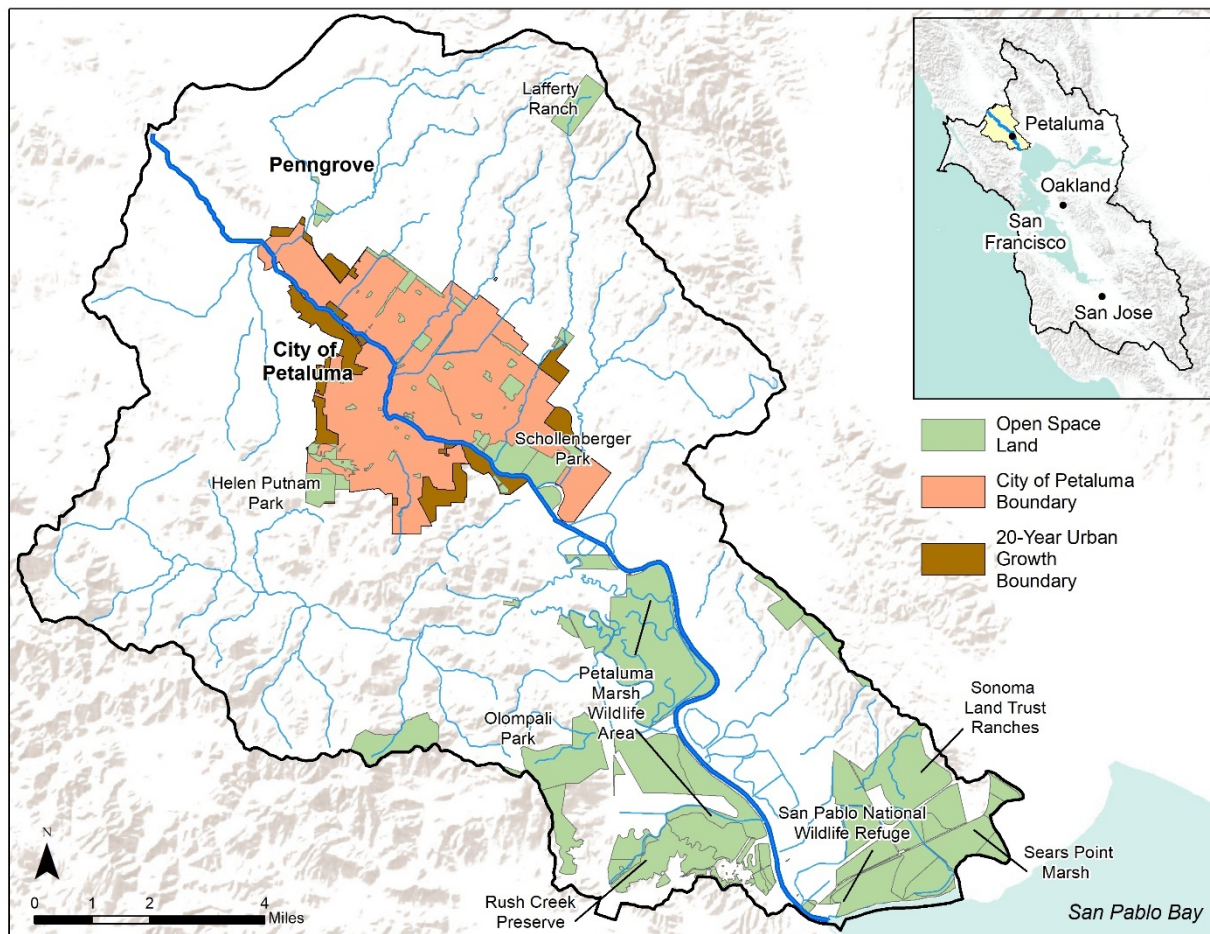 Lafferty
Ranch
Penngrove
City of
Petaluma
Schollenberger
Park
Helen Putnam
Park
Petaluma
Marsh
Wildlife
Area
Olompali
Park
Sonoma
Land Trust
Ranches
San Pablo National
Wildlife Refuge
Sears Point
Marsh
Rush Creek
Preserve
San Pablo Bay
N
0 1 2 4
Miles
Petaluma
Oakland
San
Francisco
San Jose
Open Space
Land
City of Petaluma
Boundary
20-Year Urban
Growth
Boundary